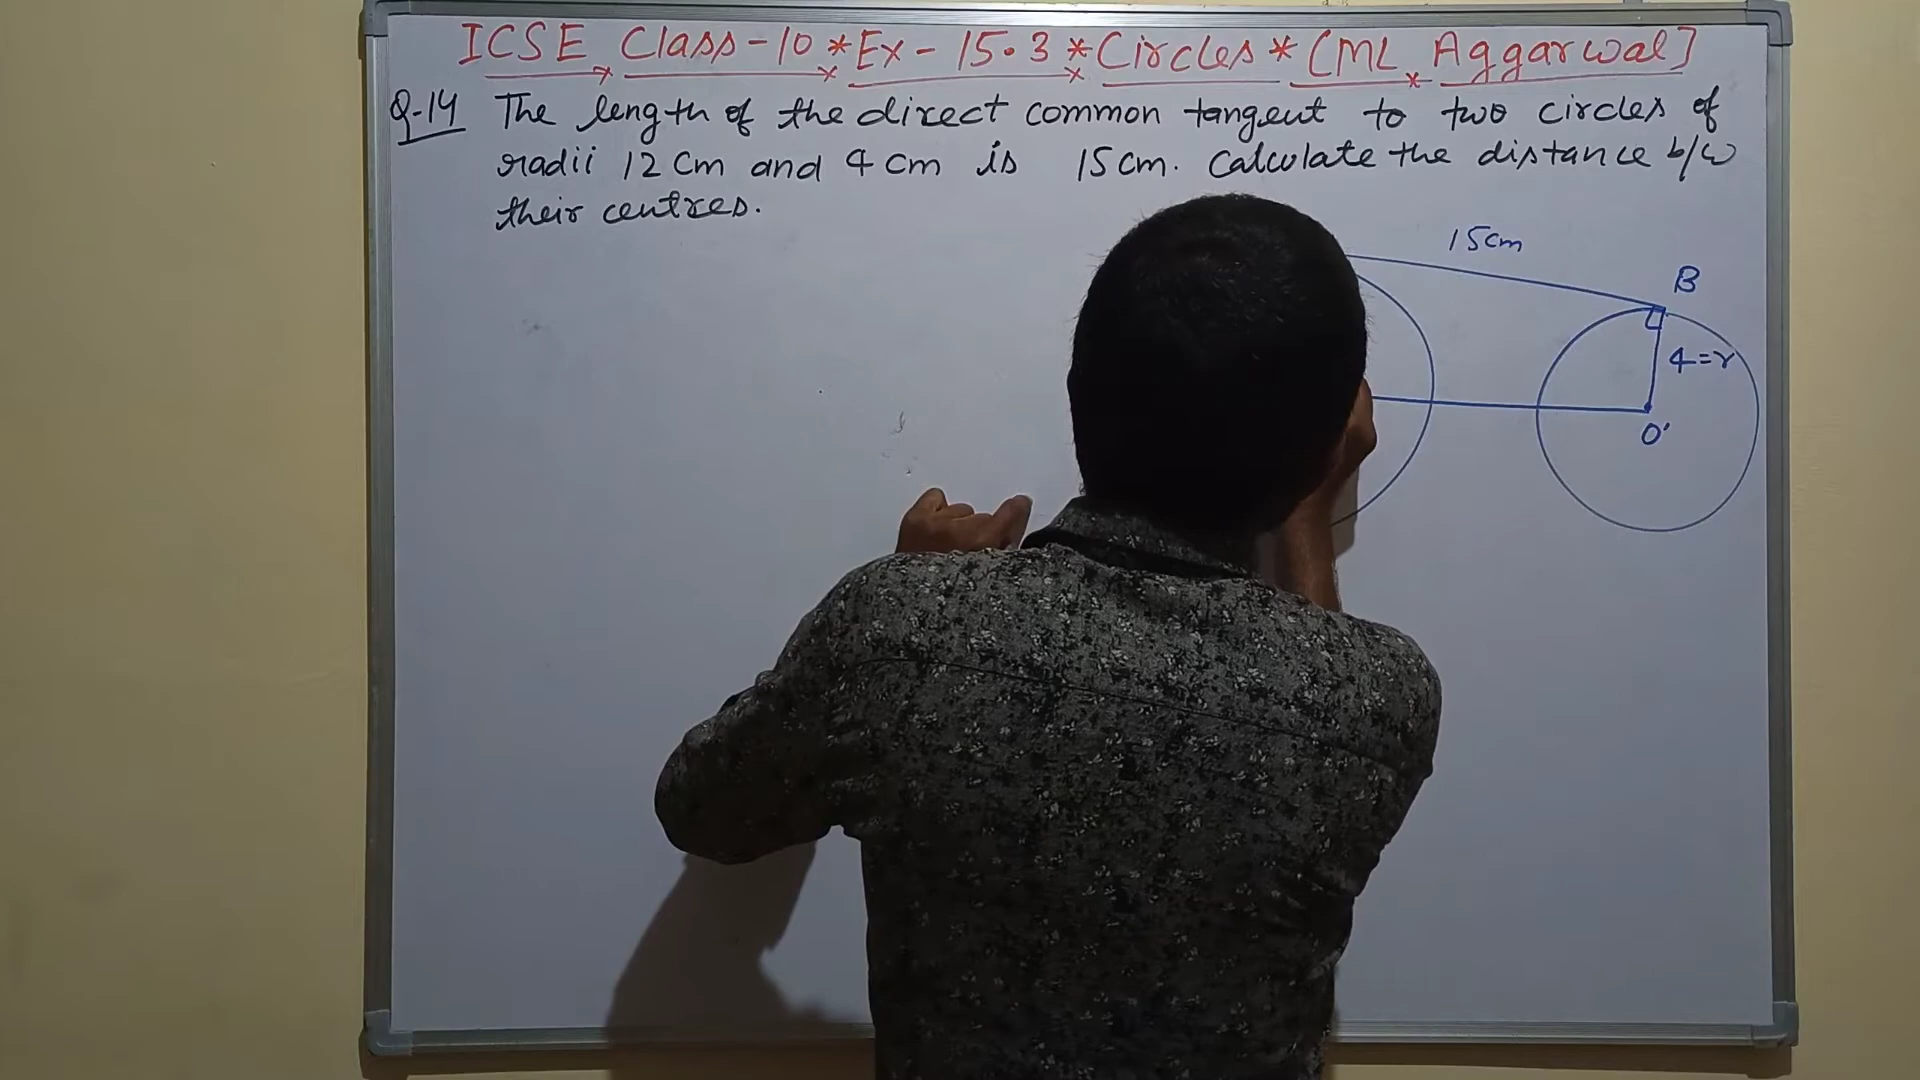 ICSE Class-10 * Ex-15.3 * Circles * [ML Aggarwal]
Q-14 The length of the direct common tangent to two circles of
radii 12 cm and 4 cm is 15 cm. Calculate the distance b/w
their centres.
15cm
B
4=r
O'